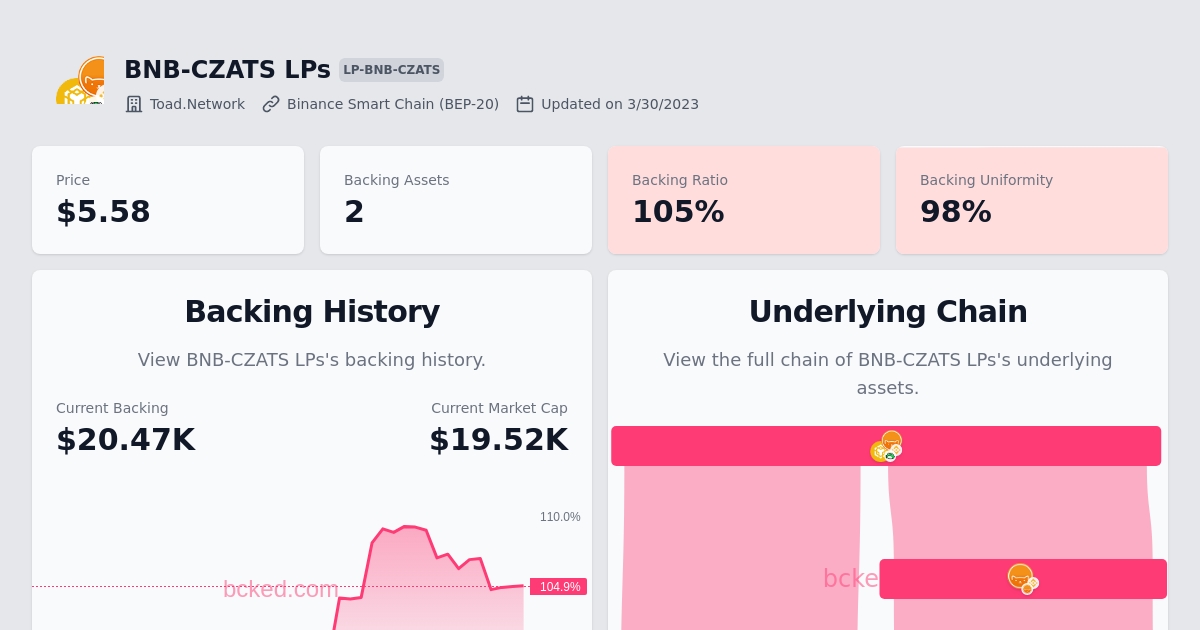 BNB-CZATS LPs LP-BNB-CZATS
Toad.Network Binance Smart Chain (BEP-20) Updated on 3/30/2023
Price
$5.58
Backing Assets
2
Backing Ratio
105%
Backing Uniformity
98%
Backing History
View BNB-CZATS LPs's backing history.
Current Backing
$20.47K
Current Market Cap
$19.52K
110.0%
104.9%
bcked.com
Underlying Chain
View the full chain of BNB-CZATS LPs's underlying
assets.
bcke